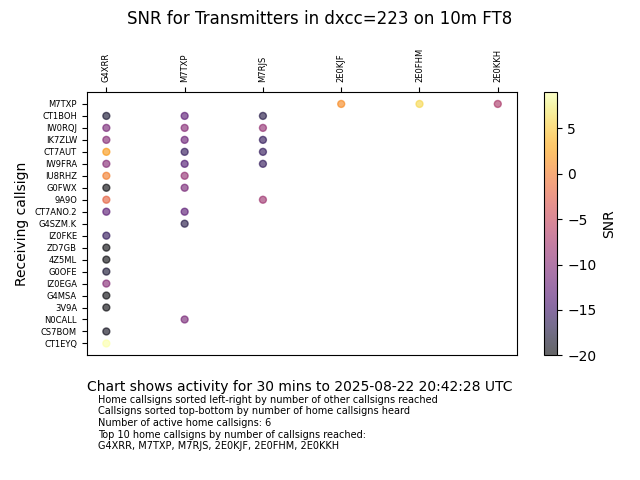 SNR for Transmitters in dxcc=223 on 10m FT8
G4XRR
M7TXP
M7RJS
2E0KJF
2E0FHM
2E0KKH
Receiving callsign
M7TXP
CT1BOH
IW0RQJ
IK7ZLW
CT7AUT
IW9FRA
IU8RHZ
G0FWX
9A9O
CT7ANO.2
G4SZM.K
IZ0FKE
ZD7GB
4Z5ML
G0OFE
IZ0EGA
G4MSA
3V9A
N0CALL
CS7BOM
CT1EYQ
5
0
−5
−10
−15
−20
SNR
Chart shows activity for 30 mins to 2025-08-22 20:42:28 UTC
Home callsigns sorted left-right by number of other callsigns reached
Callsigns sorted top-bottom by number of home callsigns heard
Number of active home callsigns: 6
Top 10 home callsigns by number of callsigns reached:
G4XRR, M7TXP, M7RJS, 2E0KJF, 2E0FHM, 2E0KKH